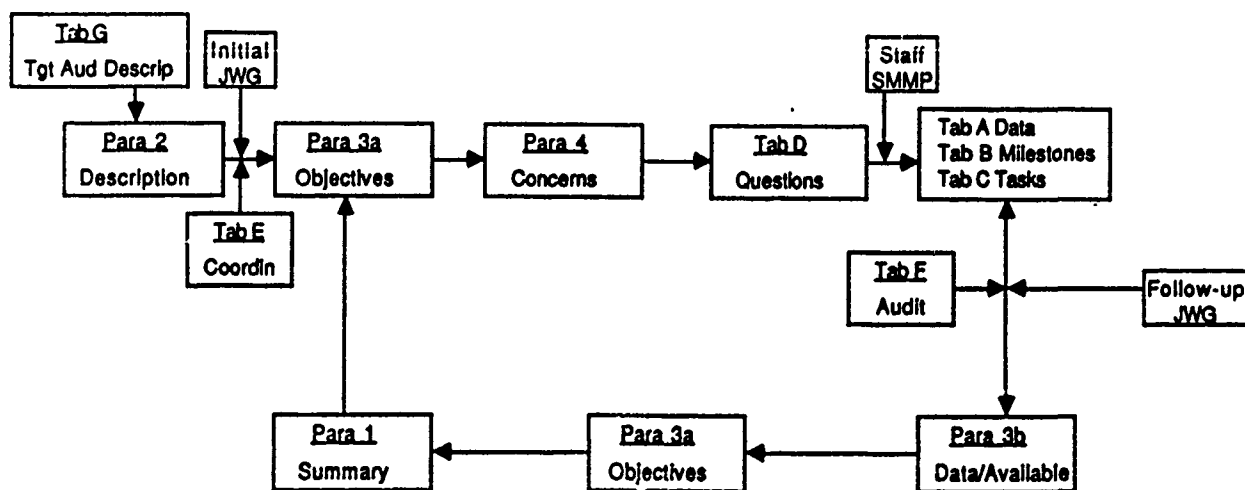 Tab G
Tgt Aud Descrip
Initial
JWG
Staff
SMMP
Para 2
Description
Para 3a
Objectives
Para 4
Concerns
Tab D
Questions
Tab A Data
Tab B Milestones
Tab C Tasks
Tab E
Coordin
Tab F
Audit
Follow-up
JWG
Para 1
Summary
Para 3a
Objectives
Para 3b
Data/Available